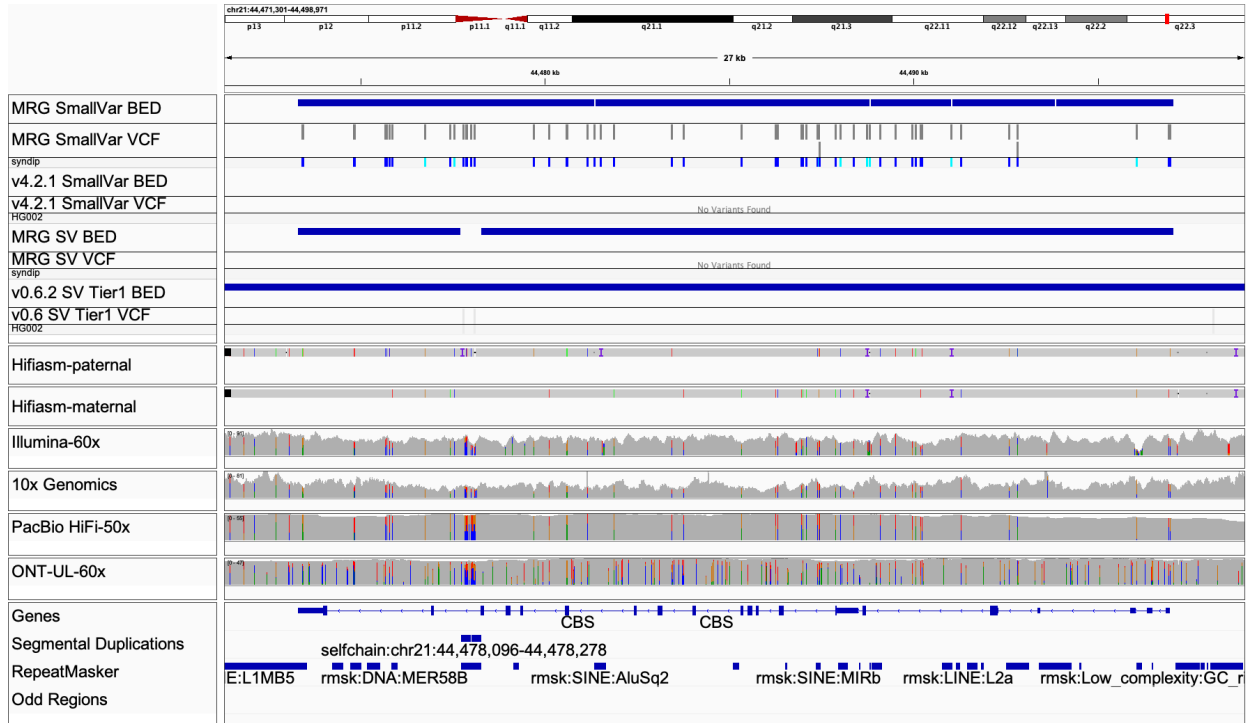 chr21:44,471,301-44,498,971
p13 p12 p11.2 p11.1 q11.1 q11.2 q21.1 q21.2 q21.3 q22.11 q22.12 q22.13 q22.2 q22.3
27 kb
44,480 kb 44,490 kb
MRG SmallVar BED
MRG SmallVar VCF
syndip
v4.2.1 SmallVar BED
v4.2.1 SmallVar VCF
No Variants Found
HG002
MRG SV BED
MRG SV VCF
No Variants Found
syndip
v0.6.2 SV Tier1 BED
v0.6 SV Tier1 VCF
HG002
Hifiasm-paternal
Hifiasm-maternal
Illumina-60x
10x Genomics
PacBio HiFi-50x
ONT-UL-60x
Genes
CBS CBS
Segmental Duplications
selfchain:chr21:44,478,096-44,478,278
RepeatMasker
E:L1MB5 rmsk:DNA:MER58B rmsk:SINE:AluSq2 rmsk:SINE:MIRb rmsk:LINE:L2a rmsk:Low_complexity:GC_r
Odd Regions